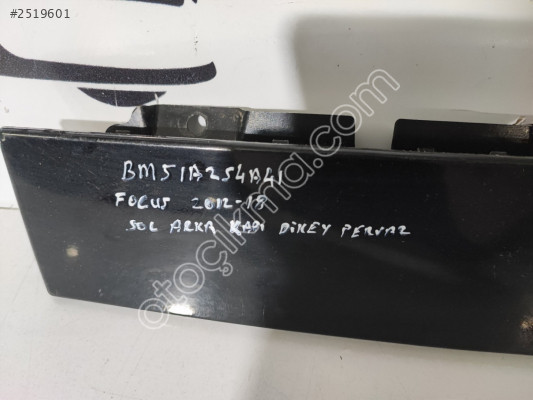 #2519601
BM51A254A41
FOCUS 2012-18
SOL ARKA KAPI DİKEY PERVAZ
otoçıkma.com